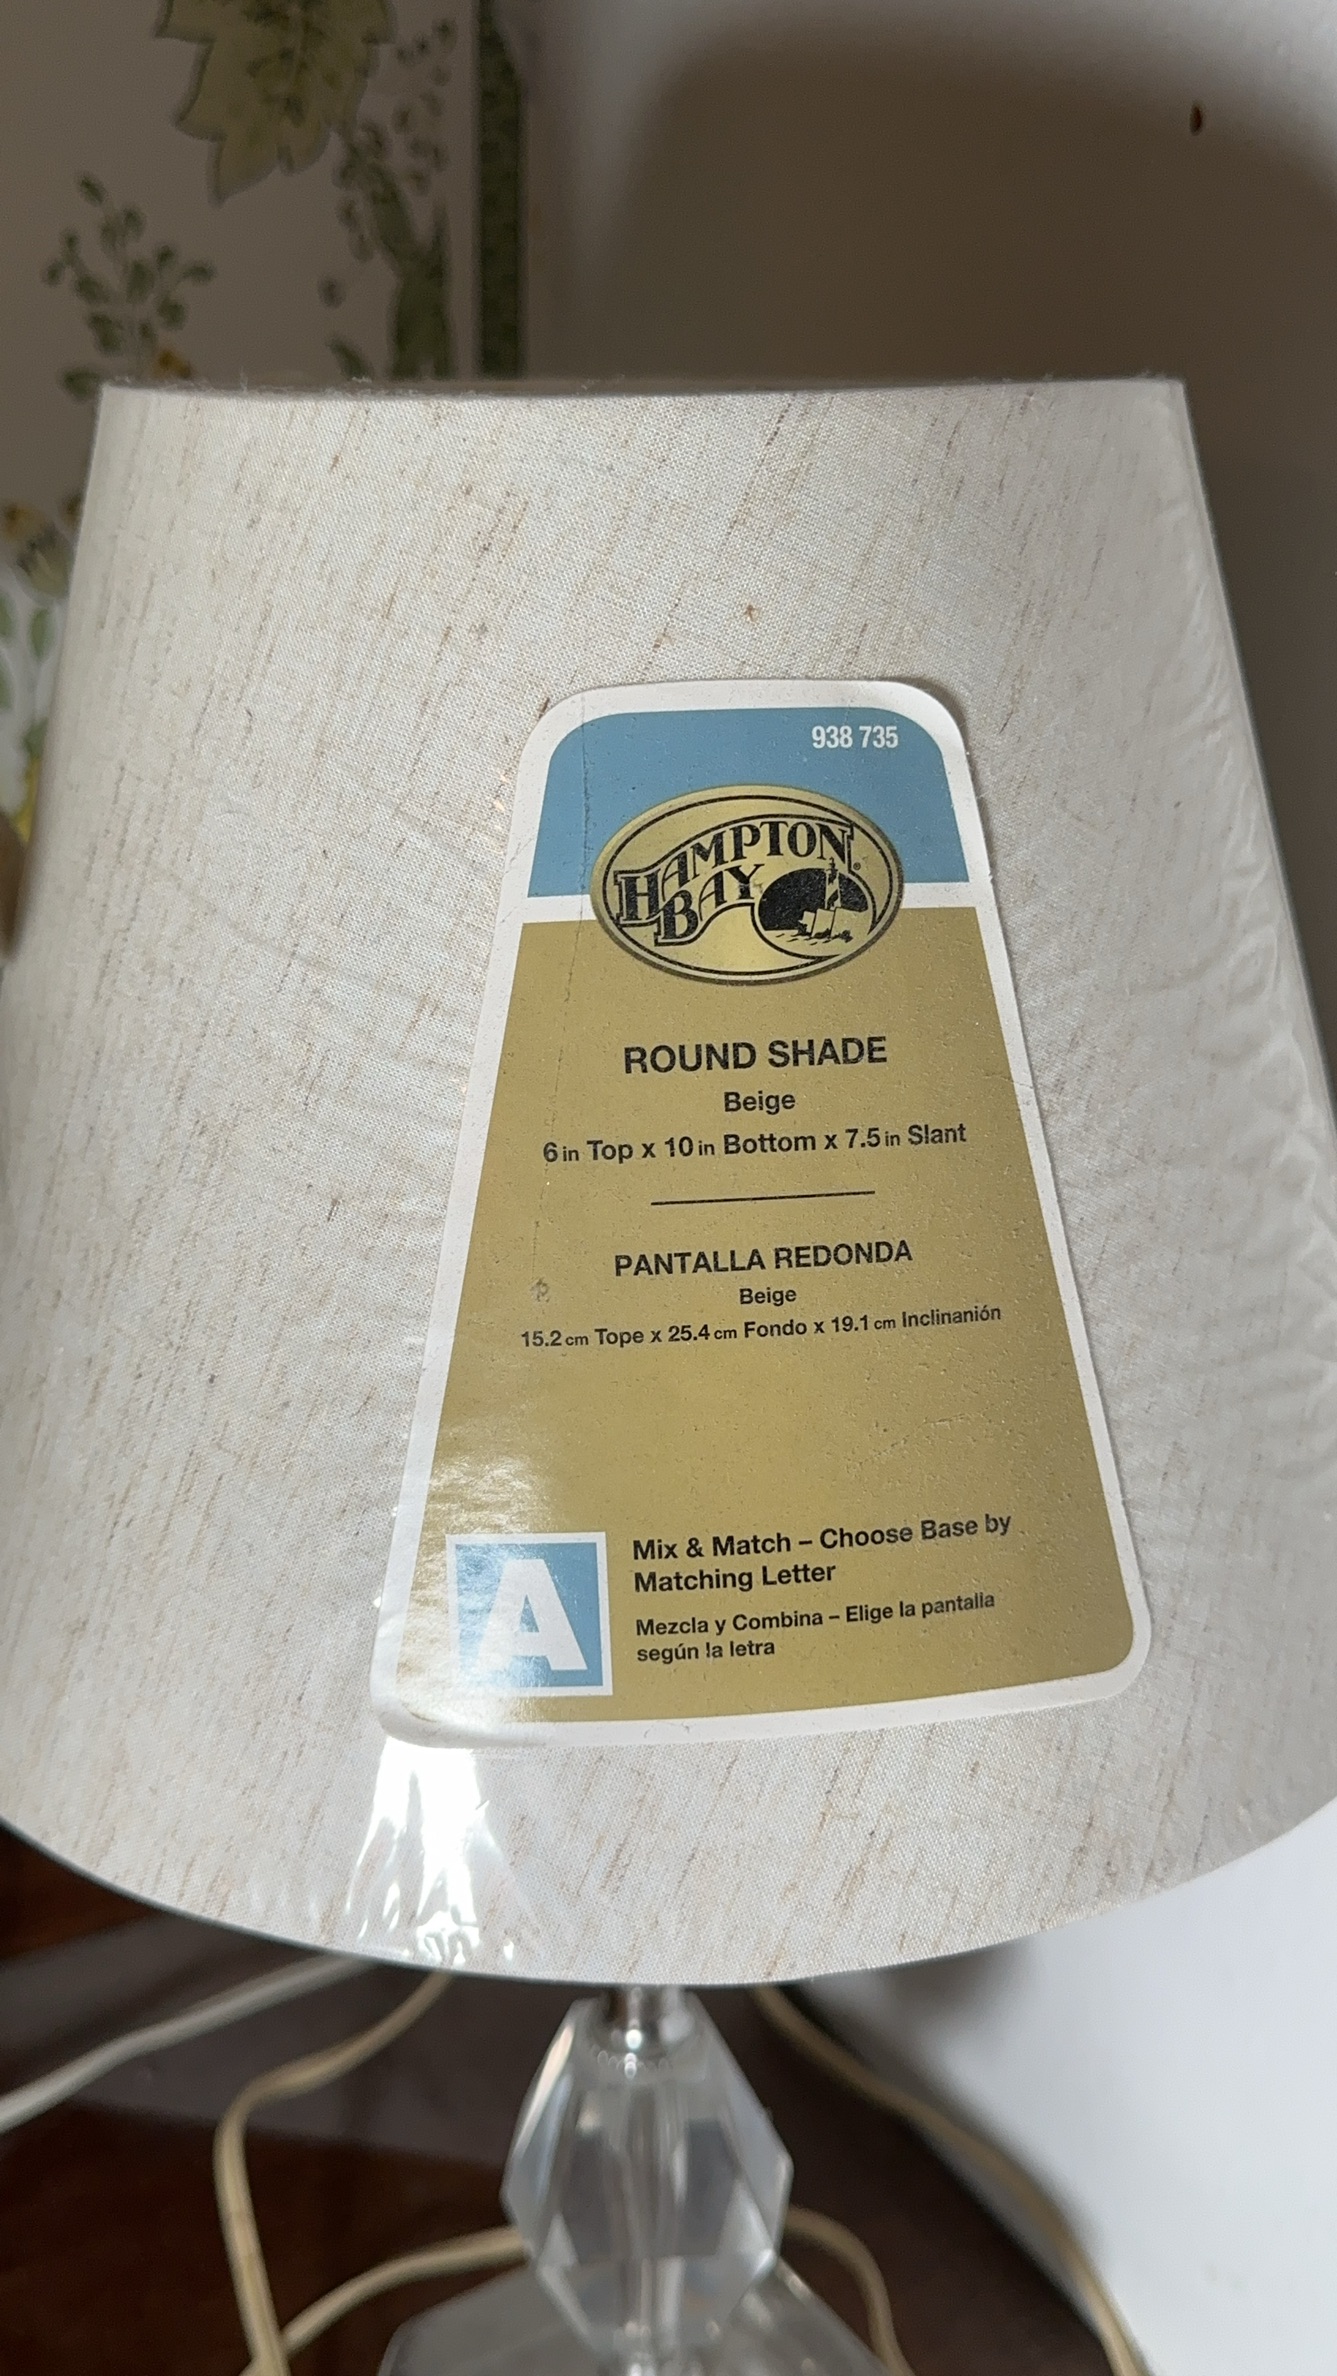 938 735
HAMPTON
BAY
ROUND SHADE
Beige
6 in Top x 10 in Bottom x 7.5 in Slant
PANTALLA REDONDA
Beige
15.2 cm Tope x 25.4 cm Fondo x 19.1 cm Inclinanión
A
Mix & Match – Choose Base by
Matching Letter
Mezcla y Combina – Elige la pantalla
según la letra